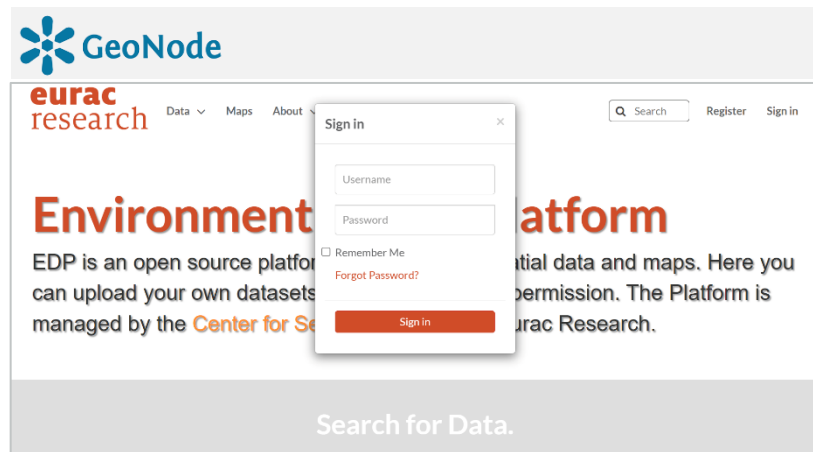 GeoNode
eurac
research
Data
Maps
About
Search
Register
Sign in
Sign in
×
Username
Password
Remember Me
Forgot Password?
Sign in
Environment atform
EDP is an open source platfor tial data and maps. Here you
can upload your own datasets permission. The Platform is
managed by the Center for Se urac Research.
Search for Data.